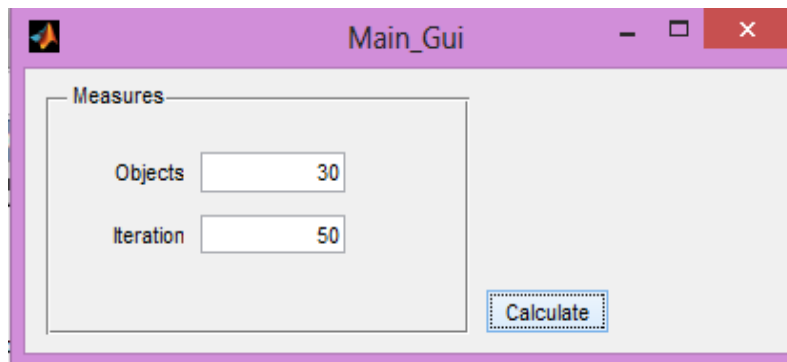 Main_Gui
Measures
Objects 30
Iteration 50
Calculate